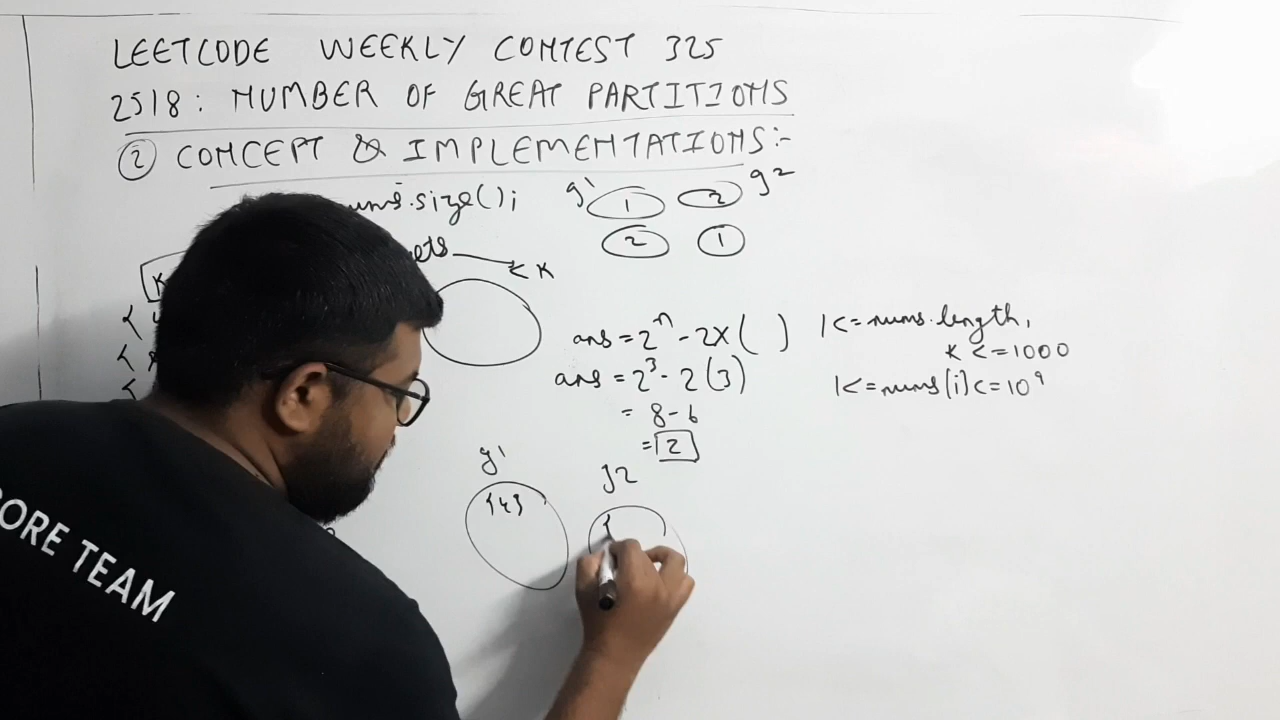 LEETCODE WEEKLY CONTEST 325
2518: NUMBER OF GREAT PARTITIONS
② CONCEPT & IMPLEMENTATIONS:-
nums.size();
g1 1 2 g2
2 1
ets < K
K
ans = 2^n - 2x( )
ans = 2^3 - 2(3)
= 8-6
= 2
1<=nums.length,
K <=1000
1<=nums[i]<=10^9
g1 g2
{4} {
ORE TEAM